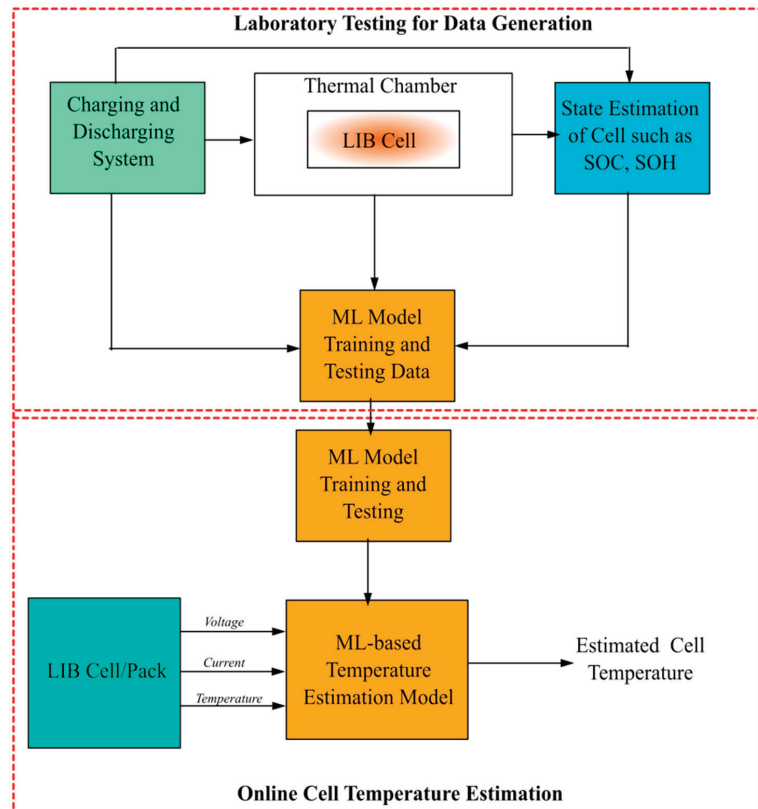 Laboratory Testing for Data Generation
Charging and
Discharging
System
Thermal Chamber
LIB Cell
State Estimation
of Cell such as
SOC, SOH
ML Model
Training and
Testing Data
ML Model
Training and
Testing
LIB Cell/Pack
Voltage
Current
Temperature
ML-based
Temperature
Estimation Model
Estimated Cell
Temperature
Online Cell Temperature Estimation